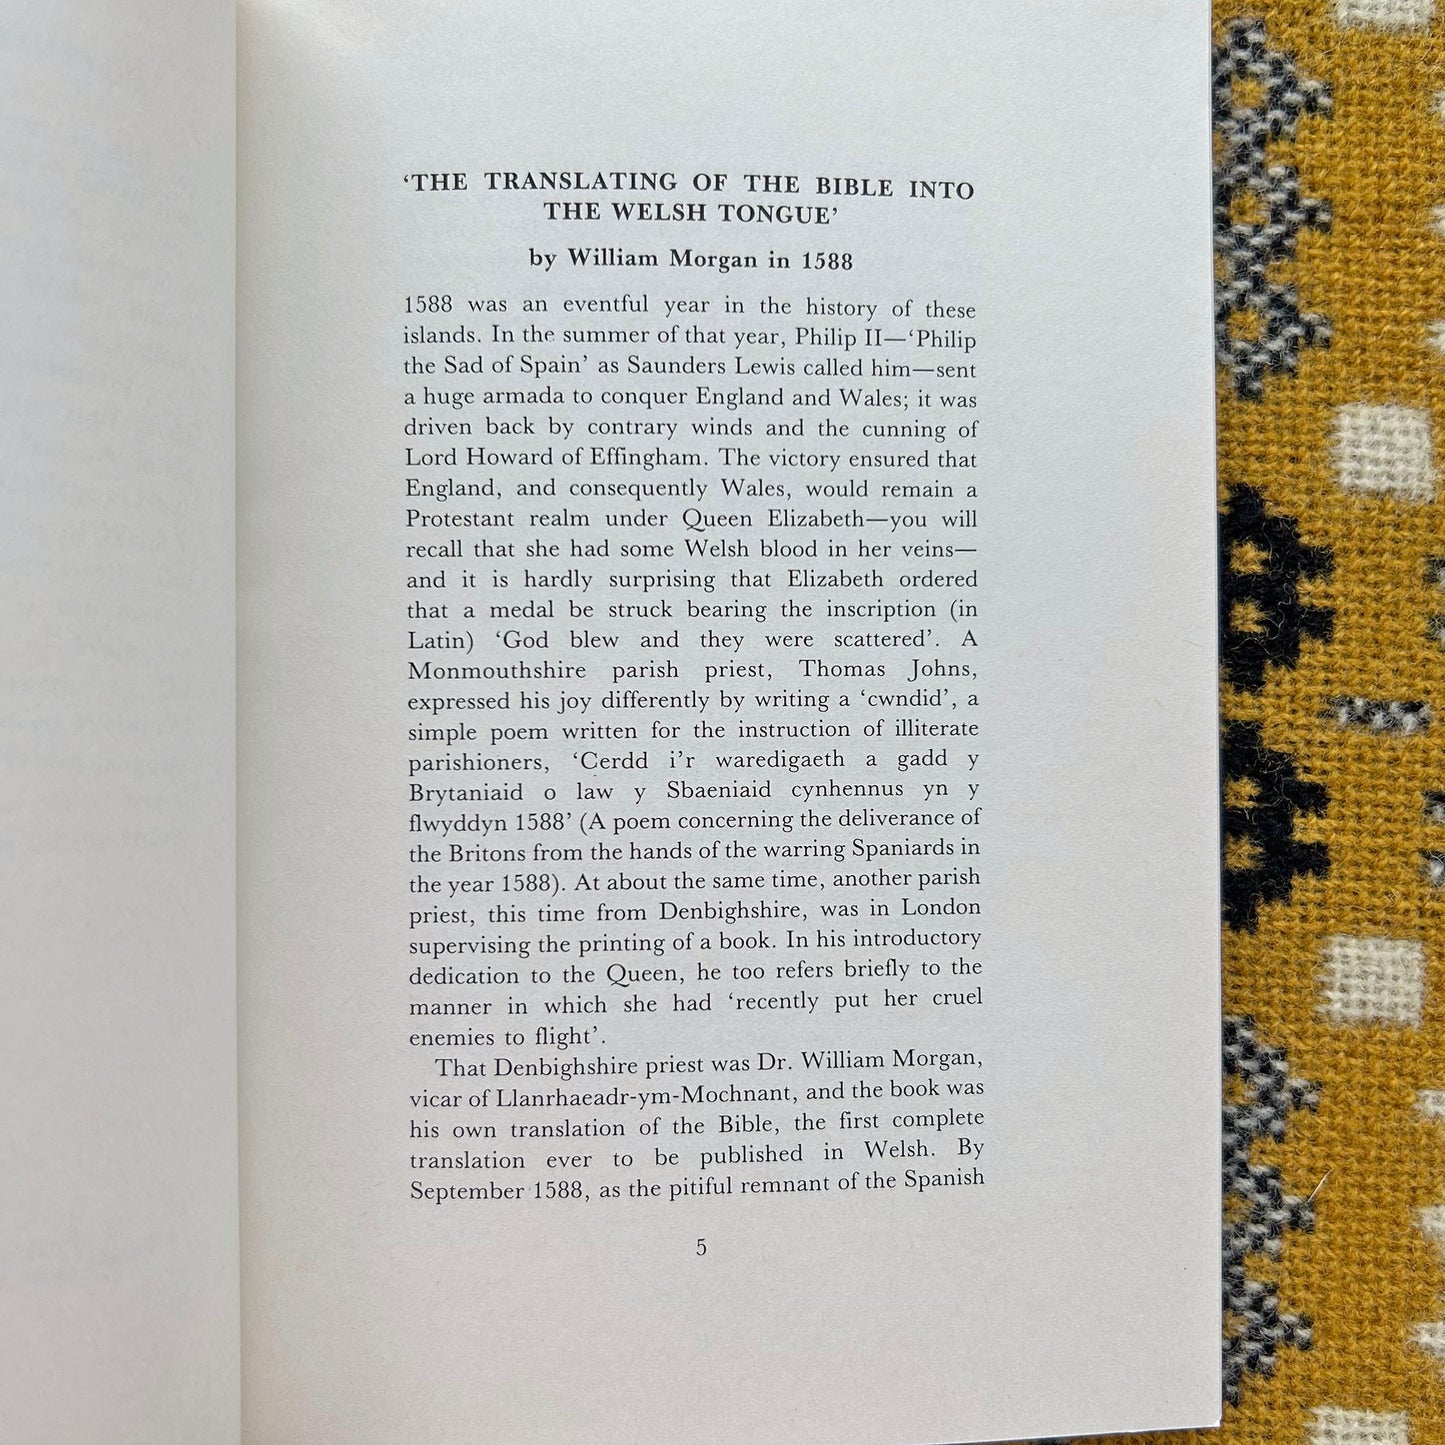 ‘THE TRANSLATING OF THE BIBLE INTO
THE WELSH TONGUE’
by William Morgan in 1588
1588 was an eventful year in the history of these
islands. In the summer of that year, Philip II—‘Philip
the Sad of Spain’ as Saunders Lewis called him—sent
a huge armada to conquer England and Wales; it was
driven back by contrary winds and the cunning of
Lord Howard of Effingham. The victory ensured that
England, and consequently Wales, would remain a
Protestant realm under Queen Elizabeth—you will
recall that she had some Welsh blood in her veins—
and it is hardly surprising that Elizabeth ordered
that a medal be struck bearing the inscription (in
Latin) ‘God blew and they were scattered’. A
Monmouthshire parish priest, Thomas Johns,
expressed his joy differently by writing a ‘cwndid’, a
simple poem written for the instruction of illiterate
parishioners, ‘Cerdd i’r waredigaeth a gadd y
Brytaniaid o law y Sbaeniaid cynhennus yn y
flwyddyn 1588’ (A poem concerning the deliverance of
the Britons from the hands of the warring Spaniards in
the year 1588). At about the same time, another parish
priest, this time from Denbighshire, was in London
supervising the printing of a book. In his introductory
dedication to the Queen, he too refers briefly to the
manner in which she had ‘recently put her cruel
enemies to flight’.
That Denbighshire priest was Dr. William Morgan,
vicar of Llanrhaeadr-ym-Mochnant, and the book was
his own translation of the Bible, the first complete
translation ever to be published in Welsh. By
September 1588, as the pitiful remnant of the Spanish
5